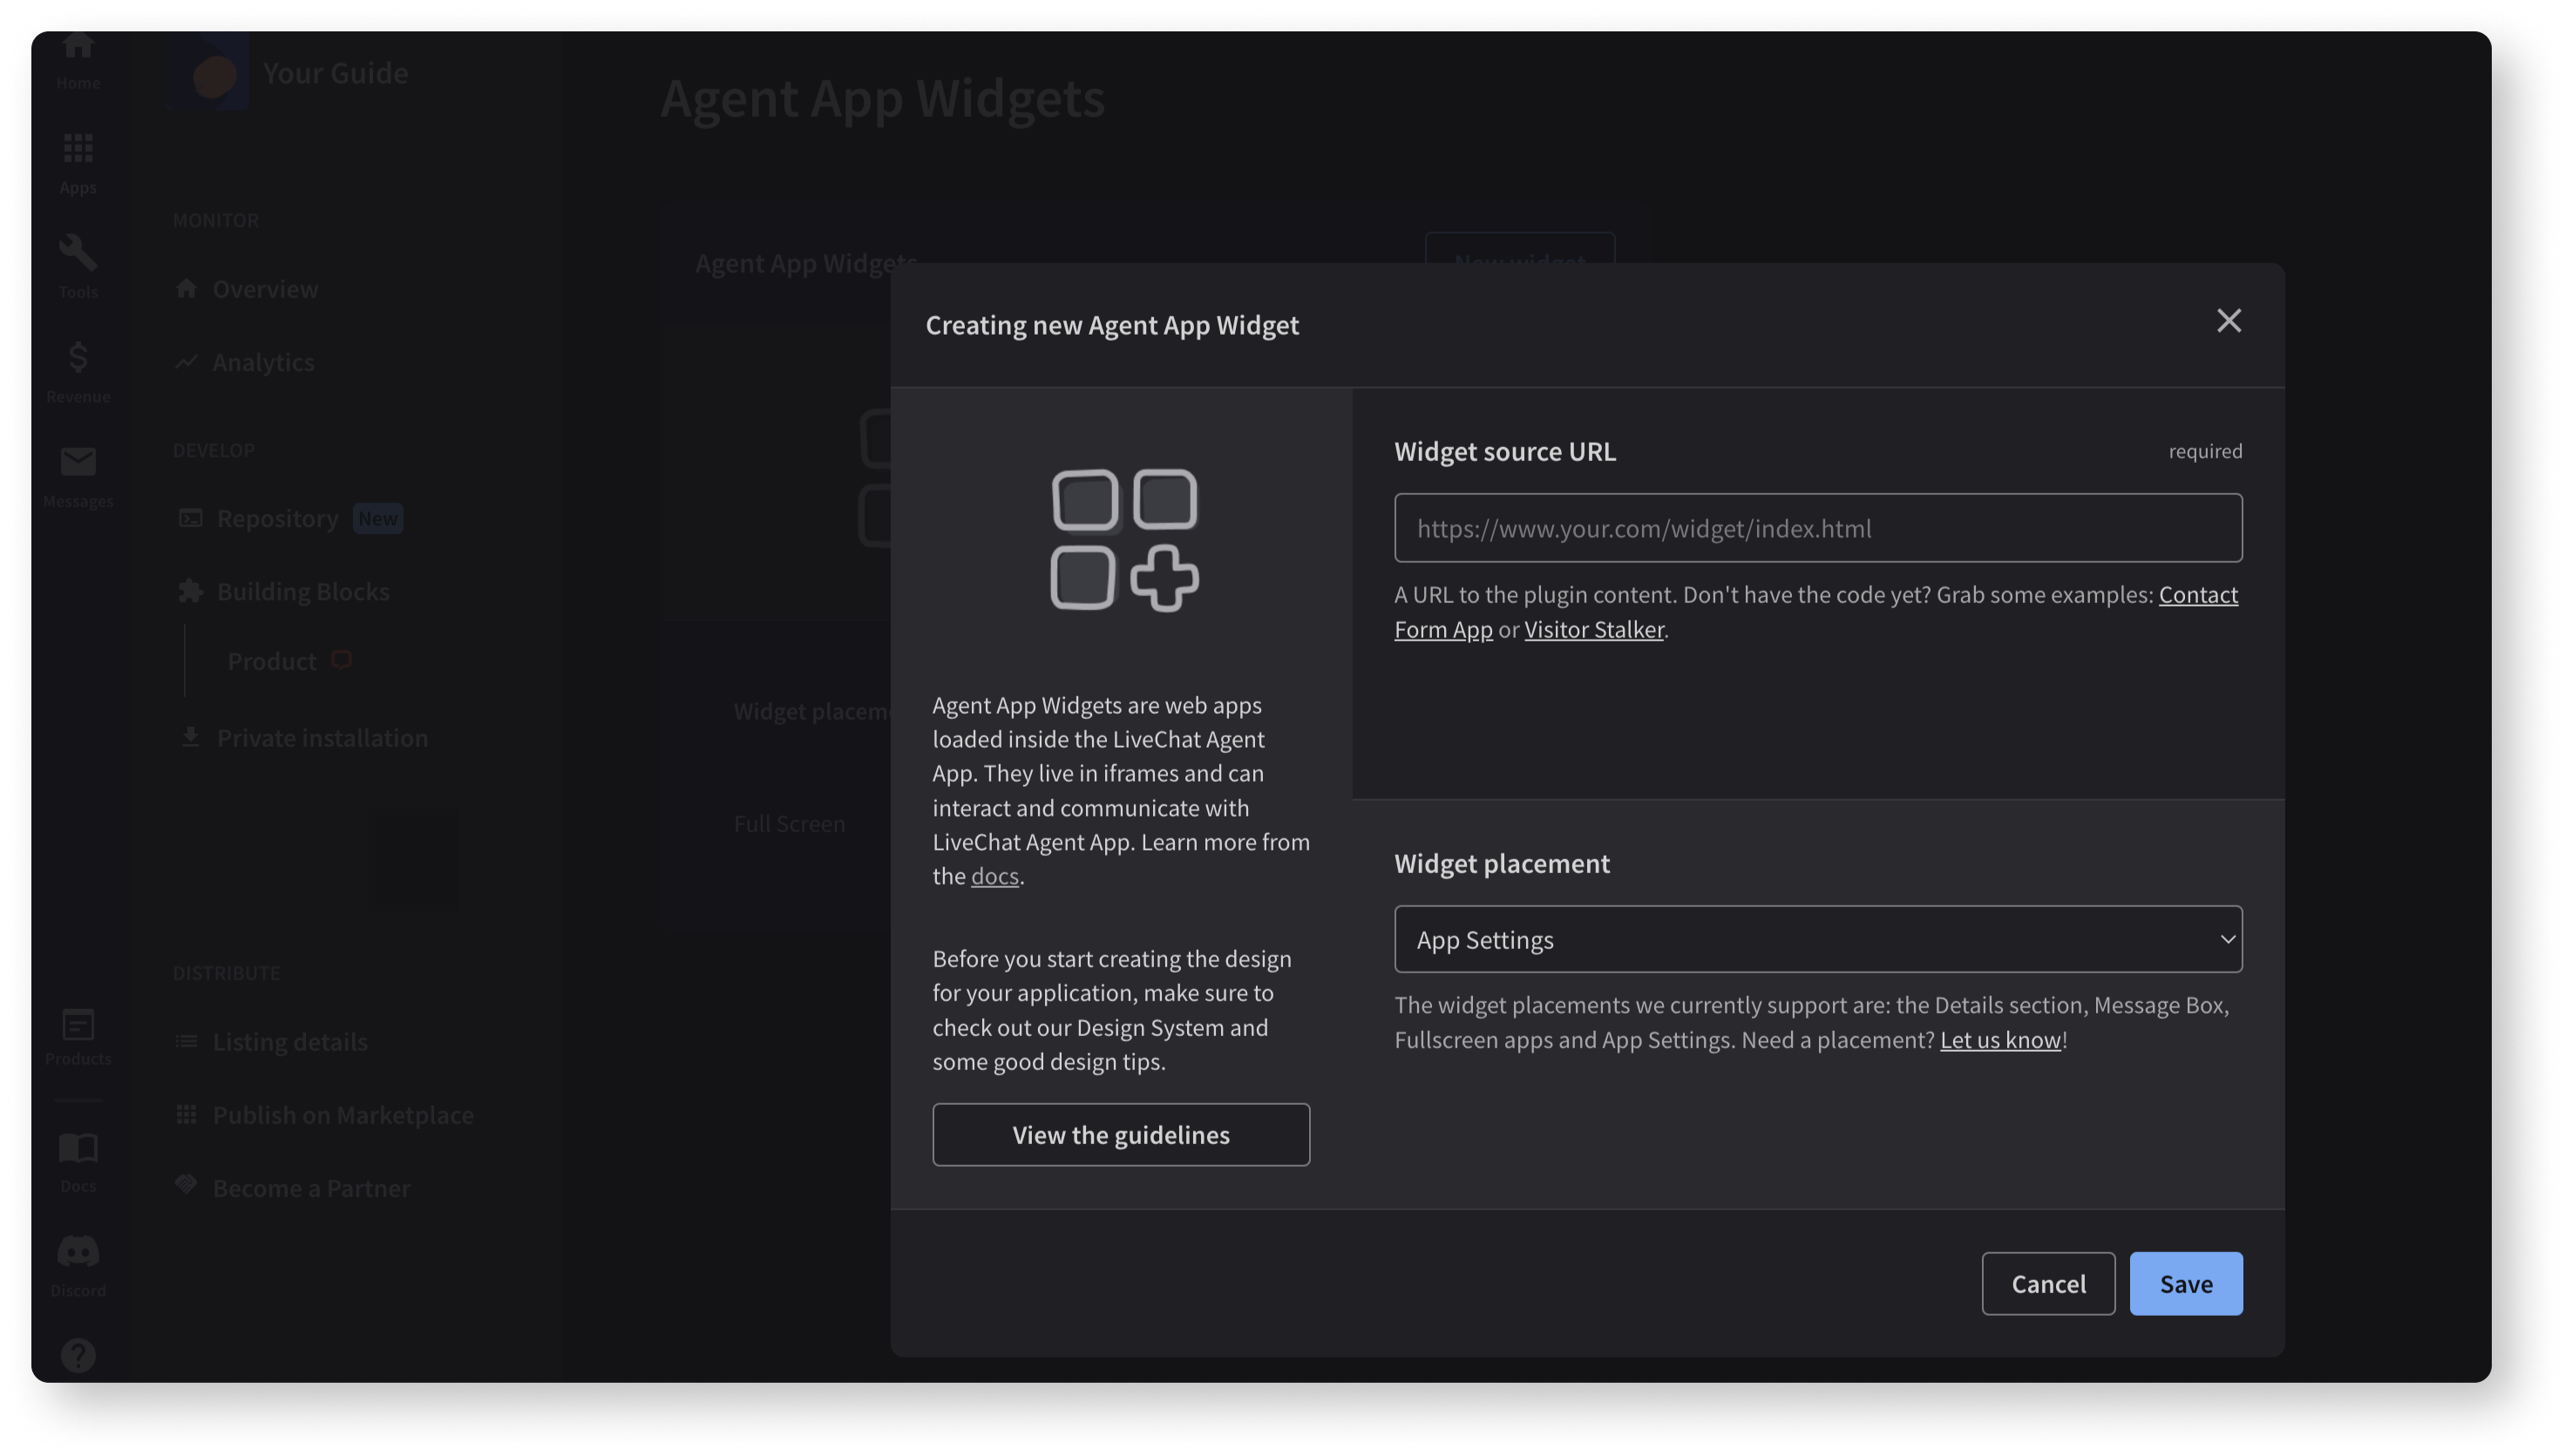 Home
Apps
Tools
Revenue
Messages
Products
Docs
Discord
Your Guide
MONITOR
Overview
Analytics
DEVELOP
Repository New
Building Blocks
Product
Private installation
DISTRIBUTE
Listing details
Publish on Marketplace
Become a Partner
Agent App Widgets
Agent App Widgets
New widget
Widget placem
Full Screen
Creating new Agent App Widget
Agent App Widgets are web apps
loaded inside the LiveChat Agent
App. They live in iframes and can
interact and communicate with
LiveChat Agent App. Learn more from
the docs.
Before you start creating the design
for your application, make sure to
check out our Design System and
some good design tips.
View the guidelines
Widget source URL required
https://www.your.com/widget/index.html
A URL to the plugin content. Don't have the code yet? Grab some examples: Contact
Form App or Visitor Stalker.
Widget placement
App Settings
The widget placements we currently support are: the Details section, Message Box,
Fullscreen apps and App Settings. Need a placement? Let us know!
Cancel Save